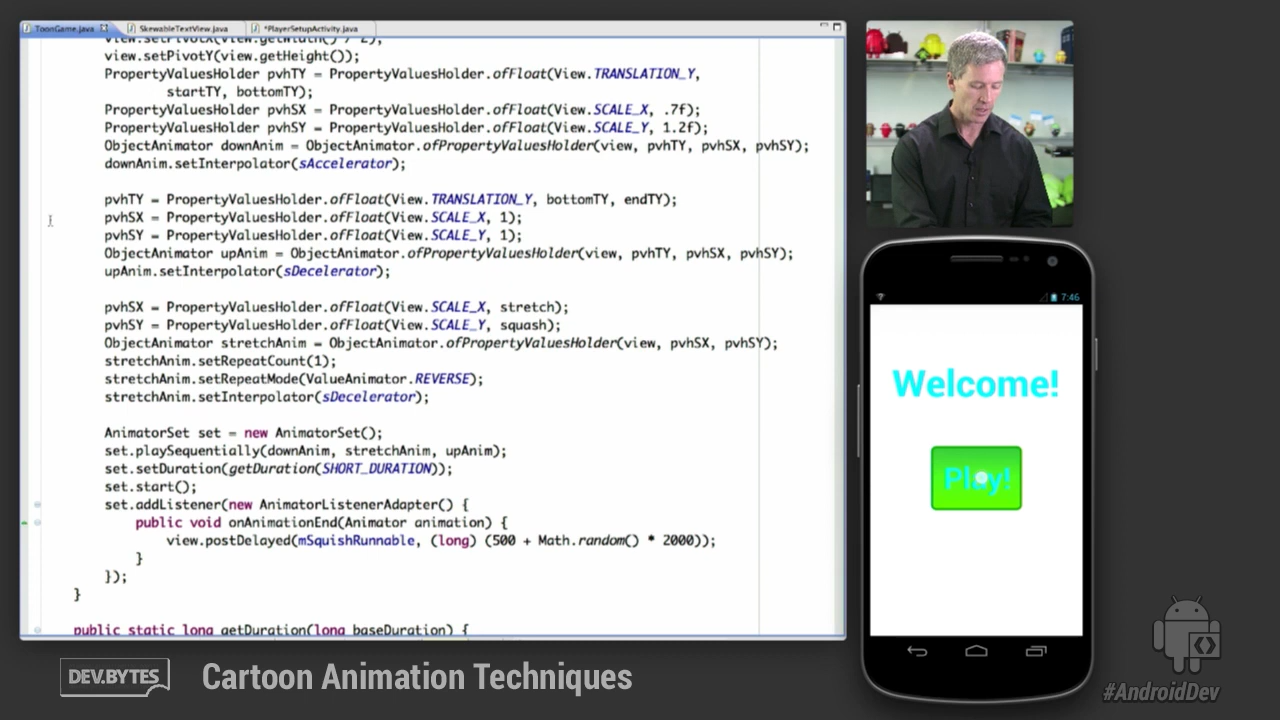 ToonGame.java SkewableTextView.java *PlayerSetupActivity.java
view.setPivotX(view.getWidth() / 2);
view.setPivotY(view.getHeight());
PropertyValuesHolder pvhTY = PropertyValuesHolder.ofFloat(View.TRANSLATION_Y,
startTY, bottomTY);
PropertyValuesHolder pvhSX = PropertyValuesHolder.ofFloat(View.SCALE_X, .7f);
PropertyValuesHolder pvhSY = PropertyValuesHolder.ofFloat(View.SCALE_Y, 1.2f);
ObjectAnimator downAnim = ObjectAnimator.ofPropertyValuesHolder(view, pvhTY, pvhSX, pvhSY);
downAnim.setInterpolator(sAccelerator);
pvhTY = PropertyValuesHolder.ofFloat(View.TRANSLATION_Y, bottomTY, endTY);
pvhSX = PropertyValuesHolder.ofFloat(View.SCALE_X, 1);
pvhSY = PropertyValuesHolder.ofFloat(View.SCALE_Y, 1);
ObjectAnimator upAnim = ObjectAnimator.ofPropertyValuesHolder(view, pvhTY, pvhSX, pvhSY);
upAnim.setInterpolator(sDecelerator);
pvhSX = PropertyValuesHolder.ofFloat(View.SCALE_X, stretch);
pvhSY = PropertyValuesHolder.ofFloat(View.SCALE_Y, squash);
ObjectAnimator stretchAnim = ObjectAnimator.ofPropertyValuesHolder(view, pvhSX, pvhSY);
stretchAnim.setRepeatCount(1);
stretchAnim.setRepeatMode(ValueAnimator.REVERSE);
stretchAnim.setInterpolator(sDecelerator);
AnimatorSet set = new AnimatorSet();
set.playSequentially(downAnim, stretchAnim, upAnim);
set.setDuration(getDuration(SHORT_DURATION));
set.start();
set.addListener(new AnimatorListenerAdapter() {
public void onAnimationEnd(Animator animation) {
view.postDelayed(mSquishRunnable, (long) (500 + Math.random() * 2000));
}
});
}
public static long getDuration(long baseDuration) {
7:46
Welcome!
Play!
DEV.BYTES Cartoon Animation Techniques
#AndroidDev